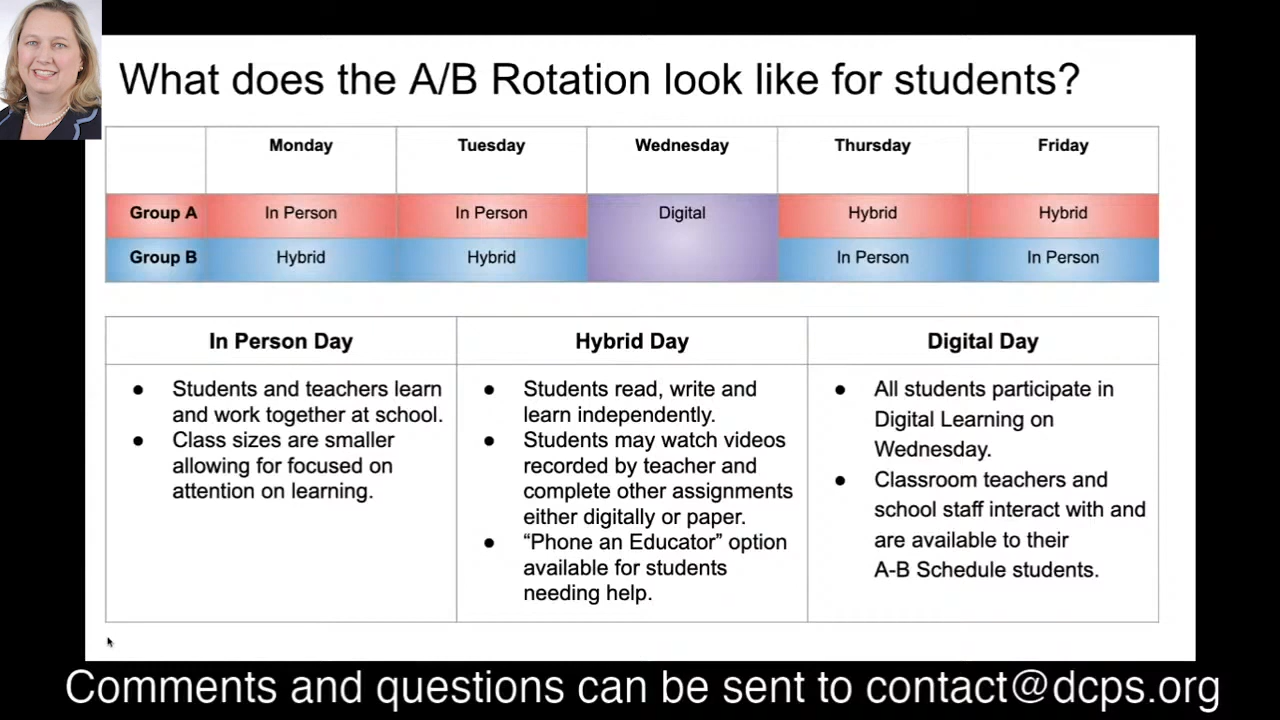 What does the A/B Rotation look like for students?
Monday Tuesday Wednesday Thursday Friday
Group A In Person In Person Digital Hybrid Hybrid
Group B Hybrid Hybrid In Person In Person
In Person Day
● Students and teachers learn
and work together at school.
● Class sizes are smaller
allowing for focused on
attention on learning.
Hybrid Day
● Students read, write and
learn independently.
● Students may watch videos
recorded by teacher and
complete other assignments
either digitally or paper.
● “Phone an Educator” option
available for students
needing help.
Digital Day
● All students participate in
Digital Learning on
Wednesday.
● Classroom teachers and
school staff interact with and
are available to their
A-B Schedule students.
Comments and questions can be sent to contact@dcps.org